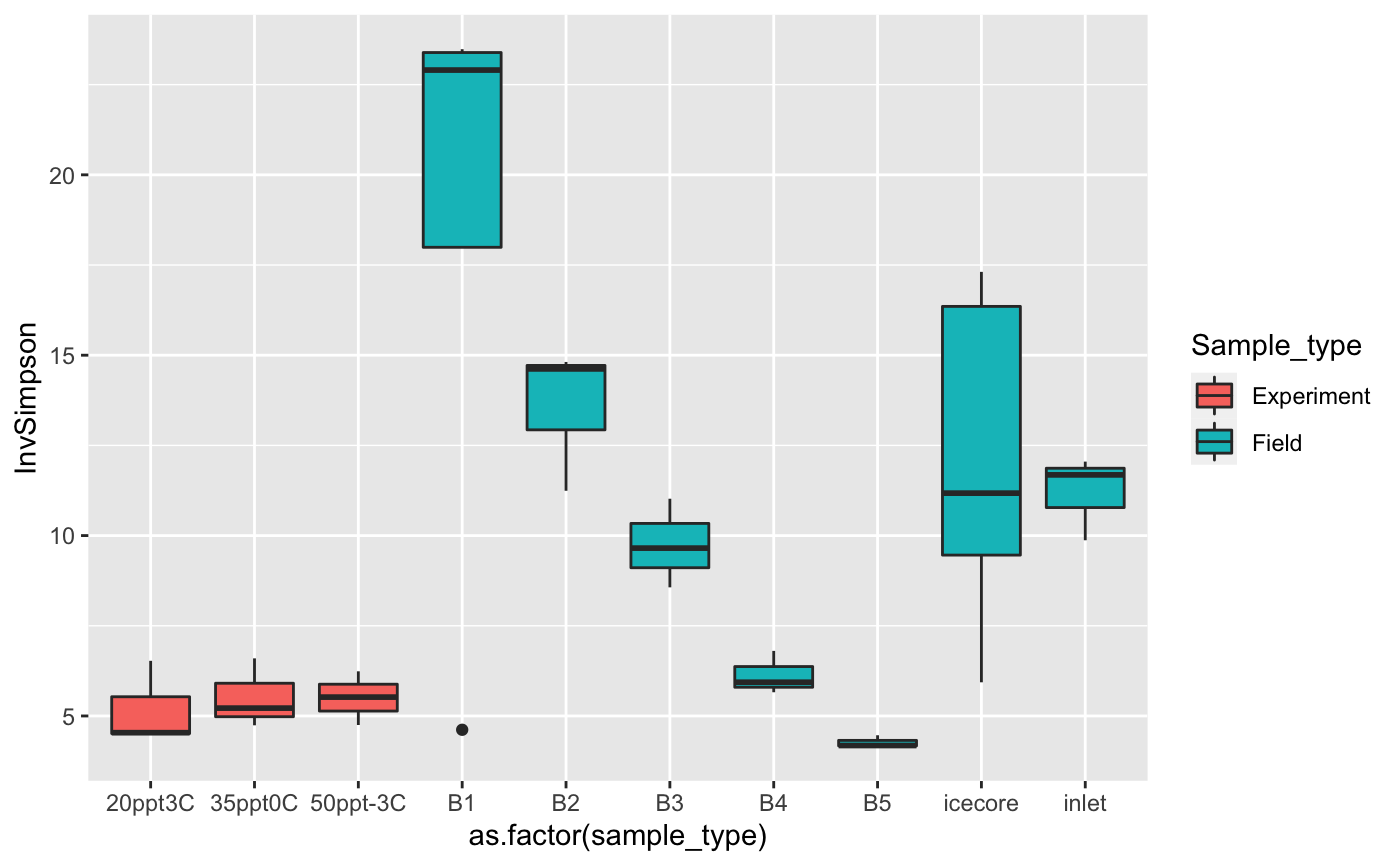 InvSimpson
20
15
10
5
20ppt3C 35ppt0C 50ppt-3C B1 B2 B3 B4 B5 icecore inlet
as.factor(sample_type)
Sample_type
Experiment
Field